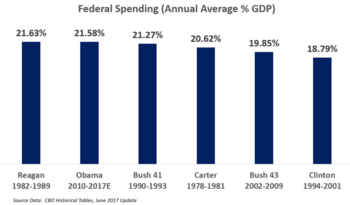 Federal Spending (Annual Average % GDP)
21.63% 21.58% 21.27% 20.62% 19.85% 18.79%
Reagan Obama Bush 41 Carter Bush 43 Clinton
1982-1989 2010-2017E 1990-1993 1978-1981 2002-2009 1994-2001
Source Data: CBO Historical Tables, June 2017 Update